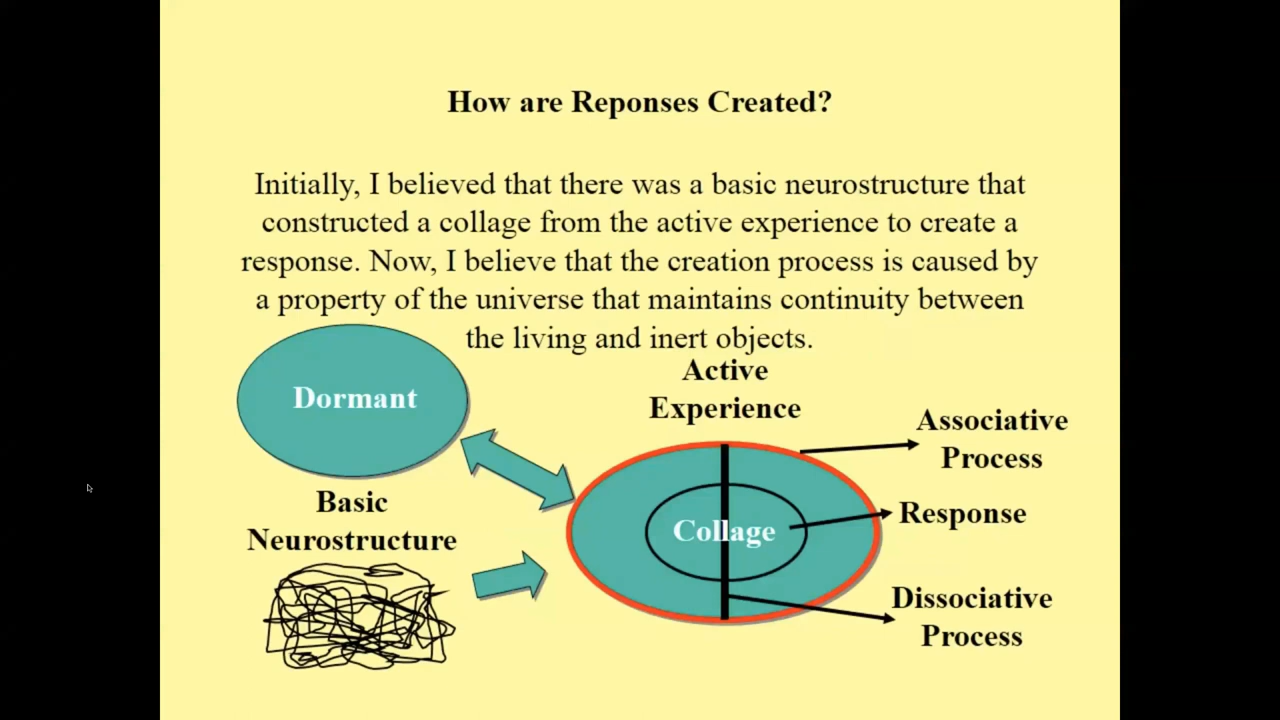 How are Reponses Created?
Initially, I believed that there was a basic neurostructure that
constructed a collage from the active experience to create a
response. Now, I believe that the creation process is caused by
a property of the universe that maintains continuity between
the living and inert objects.
Dormant
Active
Experience
Associative
Process
Basic
Neurostructure
Collage
Response
Dissociative
Process